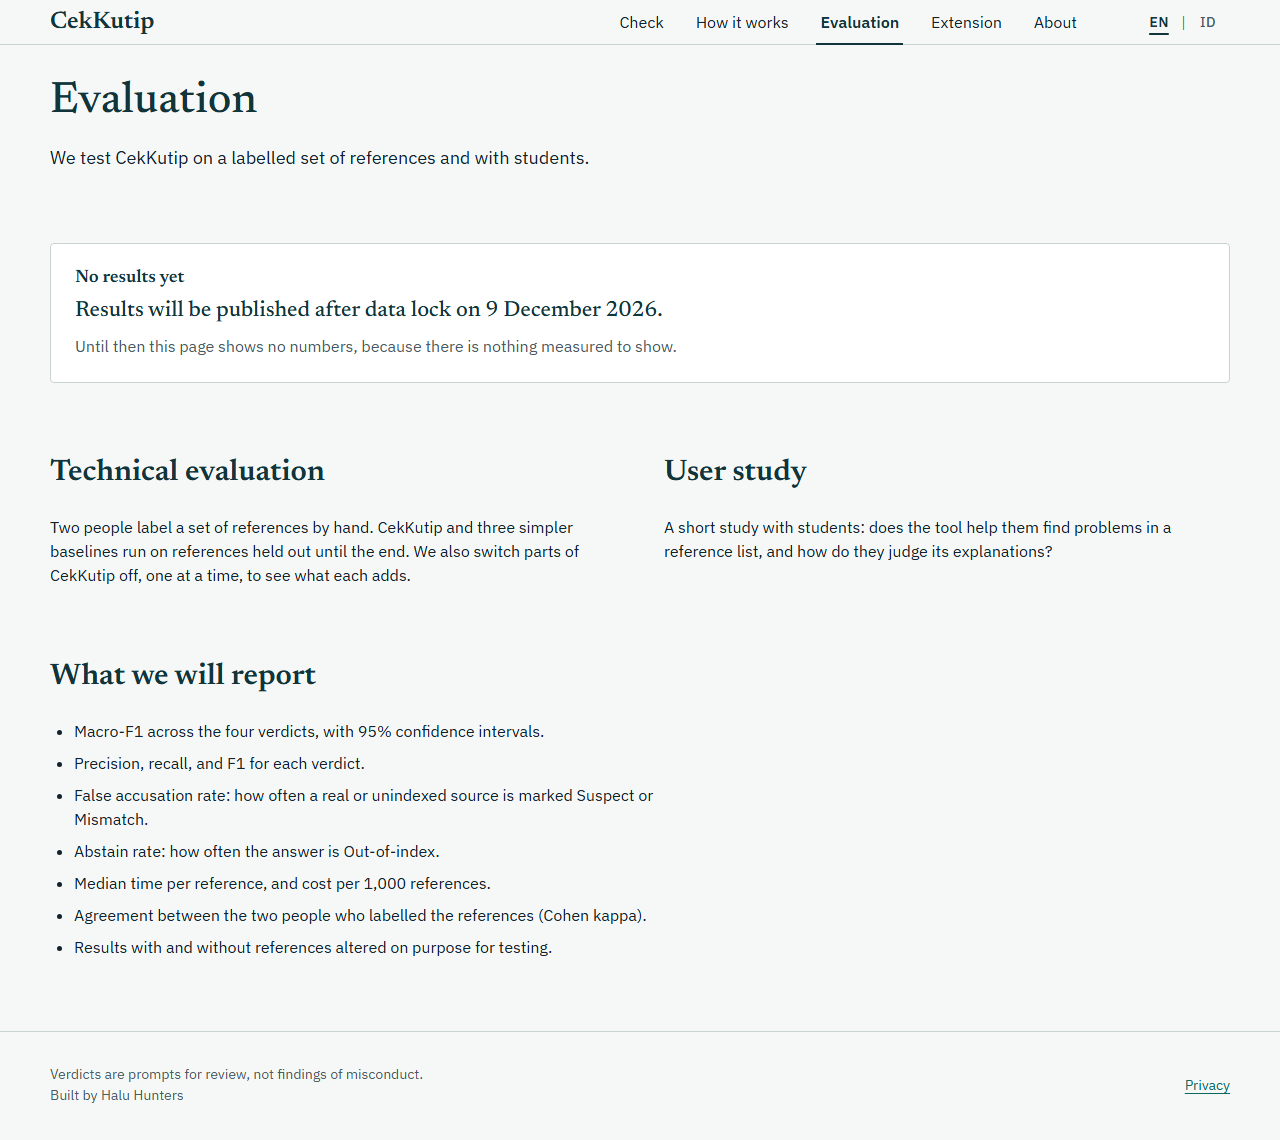 CekKutip
Check How it works Evaluation Extension About EN | ID
Evaluation
We test CekKutip on a labelled set of references and with students.
No results yet
Results will be published after data lock on 9 December 2026.
Until then this page shows no numbers, because there is nothing measured to show.
Technical evaluation
Two people label a set of references by hand. CekKutip and three simpler
baselines run on references held out until the end. We also switch parts of
CekKutip off, one at a time, to see what each adds.
User study
A short study with students: does the tool help them find problems in a
reference list, and how do they judge its explanations?
What we will report
• Macro-F1 across the four verdicts, with 95% confidence intervals.
• Precision, recall, and F1 for each verdict.
• False accusation rate: how often a real or unindexed source is marked Suspect or
Mismatch.
• Abstain rate: how often the answer is Out-of-index.
• Median time per reference, and cost per 1,000 references.
• Agreement between the two people who labelled the references (Cohen kappa).
• Results with and without references altered on purpose for testing.
Verdicts are prompts for review, not findings of misconduct.
Built by Halu Hunters
Privacy